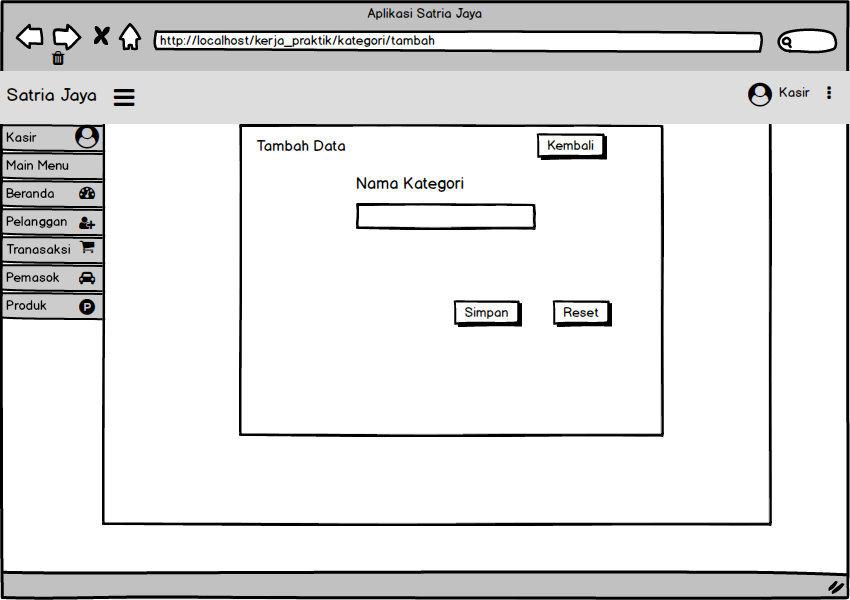 Aplikasi Satria Jaya
http://localhost/kerja_praktik/kategori/tambah
Satria Jaya
Kasir
Kasir
Main Menu
Beranda
Pelanggan
Tranasaksi
Pemasok
Produk
P
Tambah Data
Kembali
Nama Kategori
Simpan
Reset